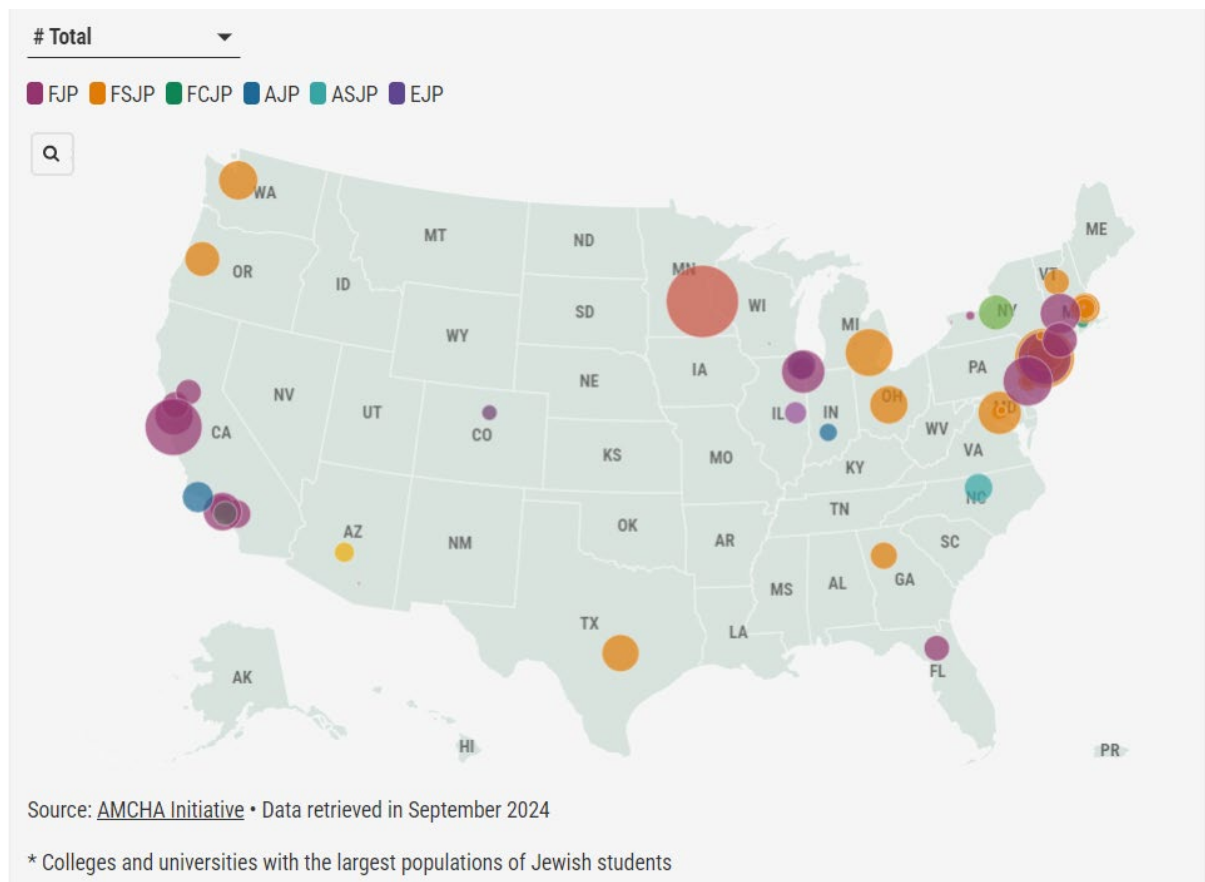 # Total
FJP FSJP FCJP AJP ASJP EJP
WA
ME
MT
ND
VT
OR
MN
ID
SD
WI
NY
WY
MI
IA
PA
NE
NV
OH
UT
IL
IN
MD
CA
CO
WV
VA
KS
MO
KY
NC
TN
AZ
OK
NM
AR
SC
MS
AL
GA
TX
LA
FL
AK
HI
PR
Source: AMCHA Initiative • Data retrieved in September 2024
* Colleges and universities with the largest populations of Jewish students